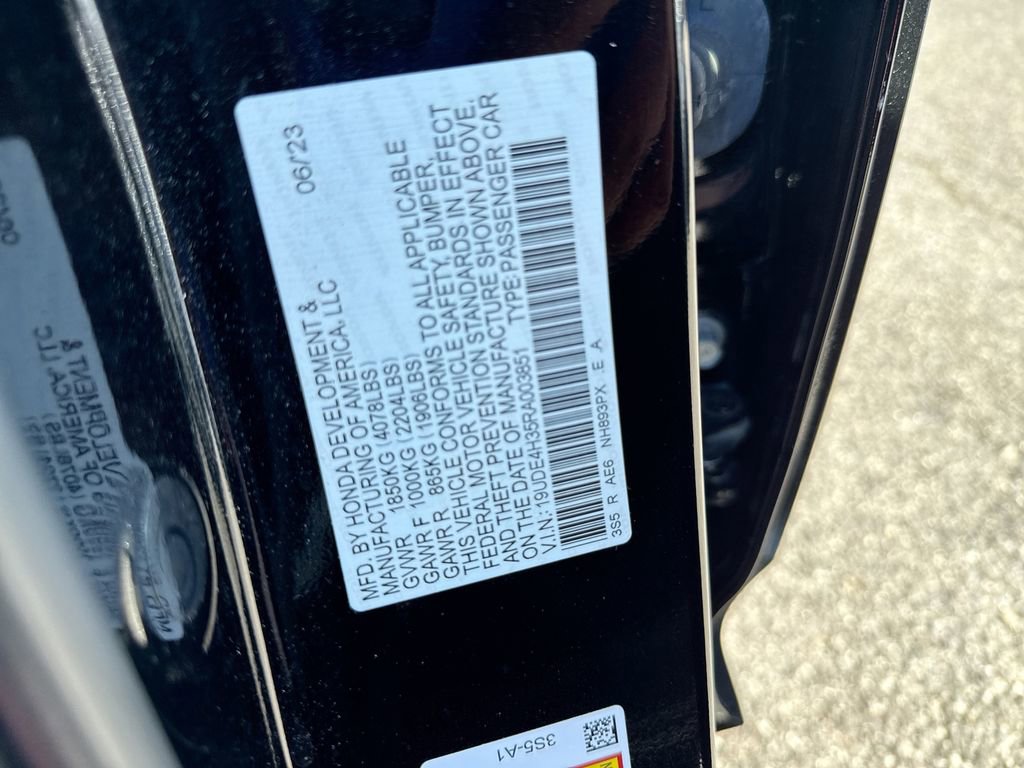 MFD. BY HONDA DEVELOPMENT & 06/23
MANUFACTURING OF AMERICA, LLC
GVWR 1850KG (4078LBS)
GAWR F 1000KG (2204LBS)
GAWR R 865KG (1906LBS)
THIS VEHICLE CONFORMS TO ALL APPLICABLE
FEDERAL MOTOR VEHICLE SAFETY, BUMPER,
AND THEFT PREVENTION STANDARDS IN EFFECT
ON THE DATE OF MANUFACTURE SHOWN ABOVE.
V.I.N: 19UDE4H35RA003851 TYPE: PASSENGER CAR
3S5 R AE6 NH893PX E A
3S5-A1